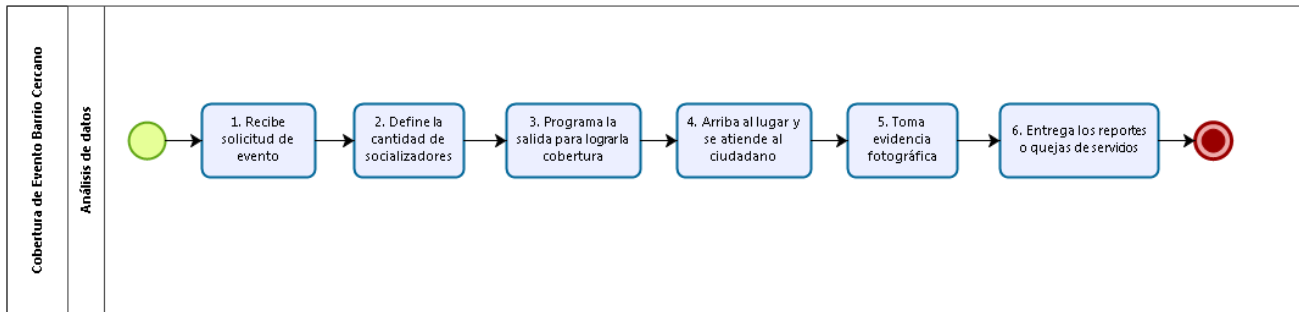 Cobertura de Evento Barrio Cercano
Análisis de datos
1. Recibe
solicitud de
evento
2. Define la
cantidad de
socializadores
3. Programa la
salida para lograr la
cobertura
4. Arriba al lugar y
se atiende al
ciudadano
5. Toma
evidencia
fotográfica
6. Entrega los reportes
o quejas de servicios